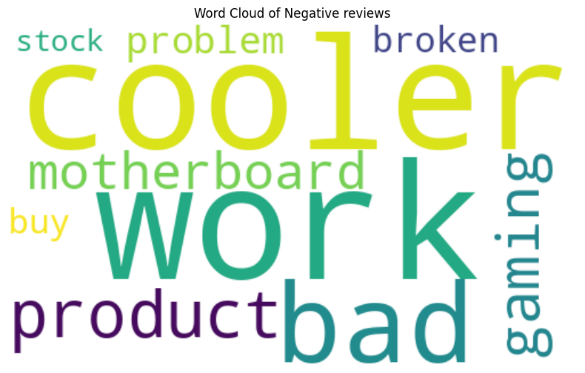 Word Cloud of Negative reviews
stock problem broken
cooler
motherboard
work
buy
gaming
product bad